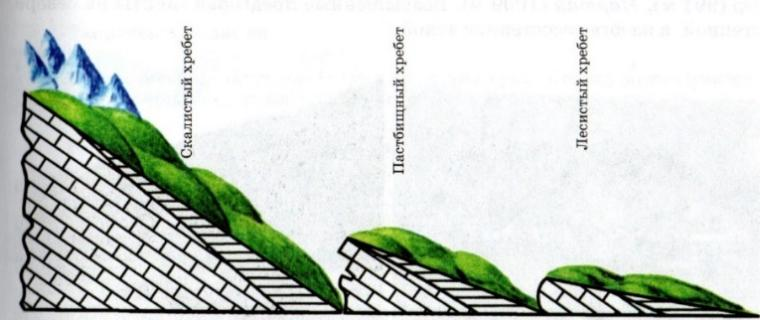 Скалистый хребет
Пастбищный хребет
Лесистый хребет